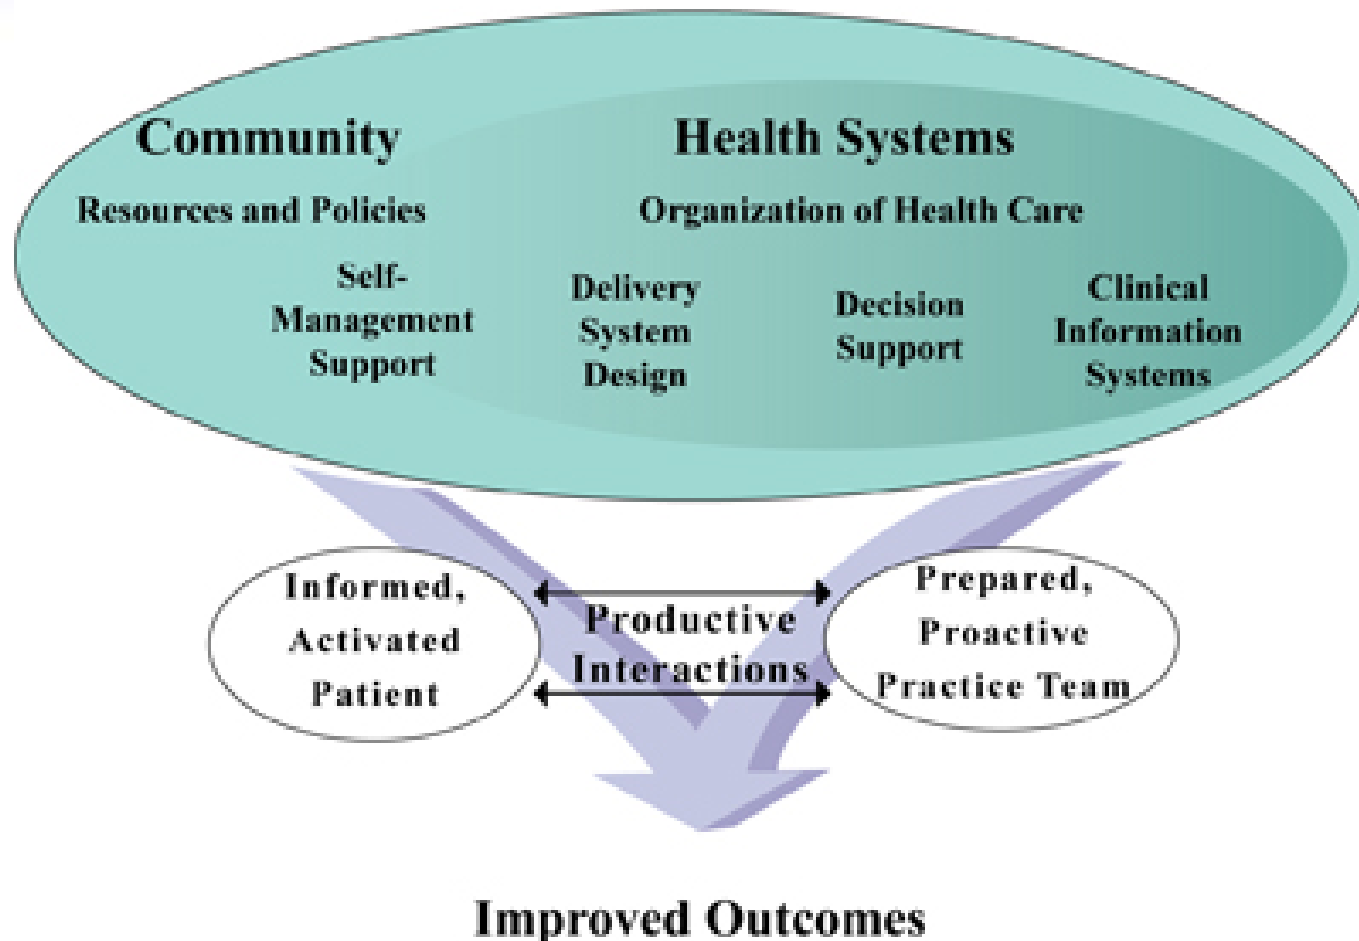 Community
Health Systems
Resources and Policies
Organization of Health Care
Self-
Management
Support
Delivery
System
Design
Decision
Support
Clinical
Information
Systems
Informed,
Activated
Patient
Productive
Interactions
Prepared,
Proactive
Practice Team
Improved Outcomes